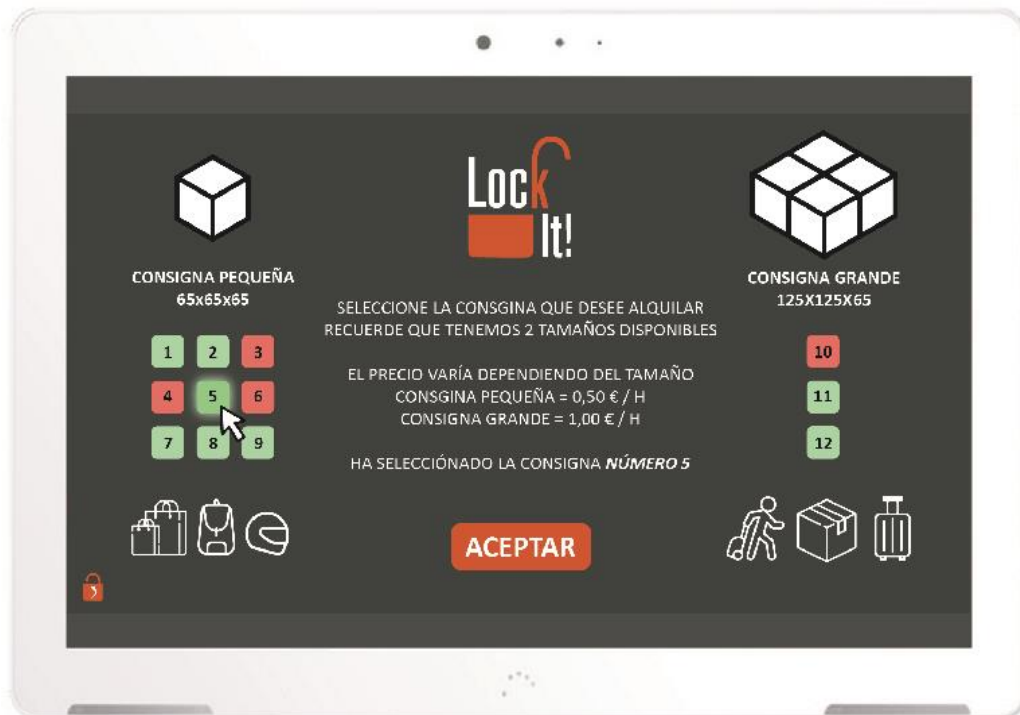 CONSIGNA PEQUEÑA
65x65x65
1 2 3
4 5 6
7 8 9
Lock
It!
SELECCIONE LA CONSGINA QUE DESEE ALQUILAR
RECUERDE QUE TENEMOS 2 TAMAÑOS DISPONIBLES
EL PRECIO VARÍA DEPENDIENDO DEL TAMAÑO
CONSGINA PEQUEÑA = 0,50 € / H
CONSIGNA GRANDE = 1,00 € / H
HA SELECCIÓNADO LA CONSIGNA NÚMERO 5
ACEPTAR
CONSIGNA GRANDE
125X125X65
10
11
12